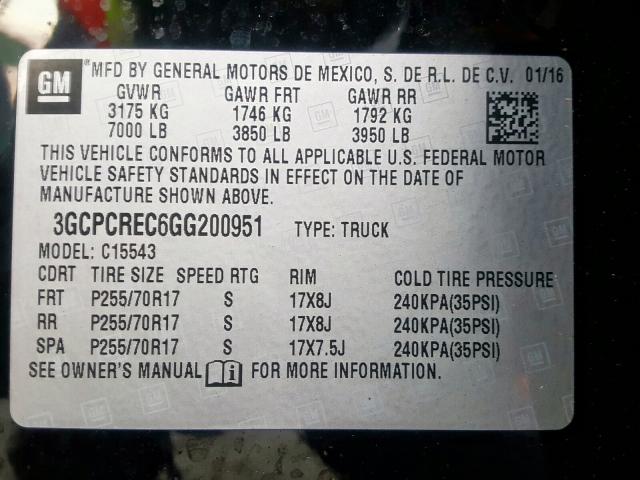 GM
MFD BY GENERAL MOTORS DE MEXICO, S. DE R.L. DE C.V. 01/16
GVWR GAWR FRT GAWR RR
3175 KG 1746 KG 1792 KG
7000 LB 3850 LB 3950 LB
THIS VEHICLE CONFORMS TO ALL APPLICABLE U.S. FEDERAL MOTOR
VEHICLE SAFETY STANDARDS IN EFFECT ON THE DATE OF
MANUFACTURE SHOWN ABOVE.
3GCPCREC6GG200951 TYPE: TRUCK
MODEL: C15543
CDRT TIRE SIZE SPEED RTG RIM COLD TIRE PRESSURE
FRT P255/70R17 S 17X8J 240KPA(35PSI)
RR P255/70R17 S 17X8J 240KPA(35PSI)
SPA P255/70R17 S 17X7.5J 240KPA(35PSI)
SEE OWNER'S MANUAL i FOR MORE INFORMATION.